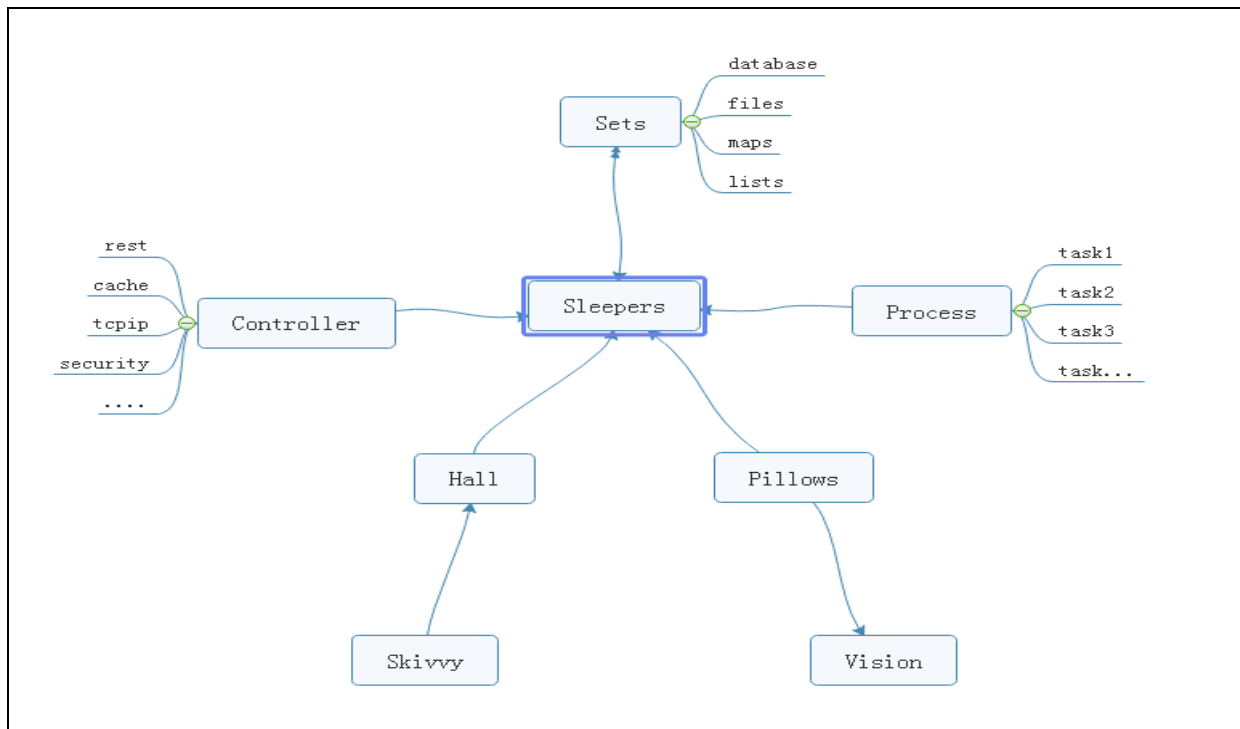 database
files
Sets
maps
lists
rest
cache
tcpip
security
....
Controller
Sleepers
Process
task1
task2
task3
task...
Hall
Pillows
Skivvy
Vision